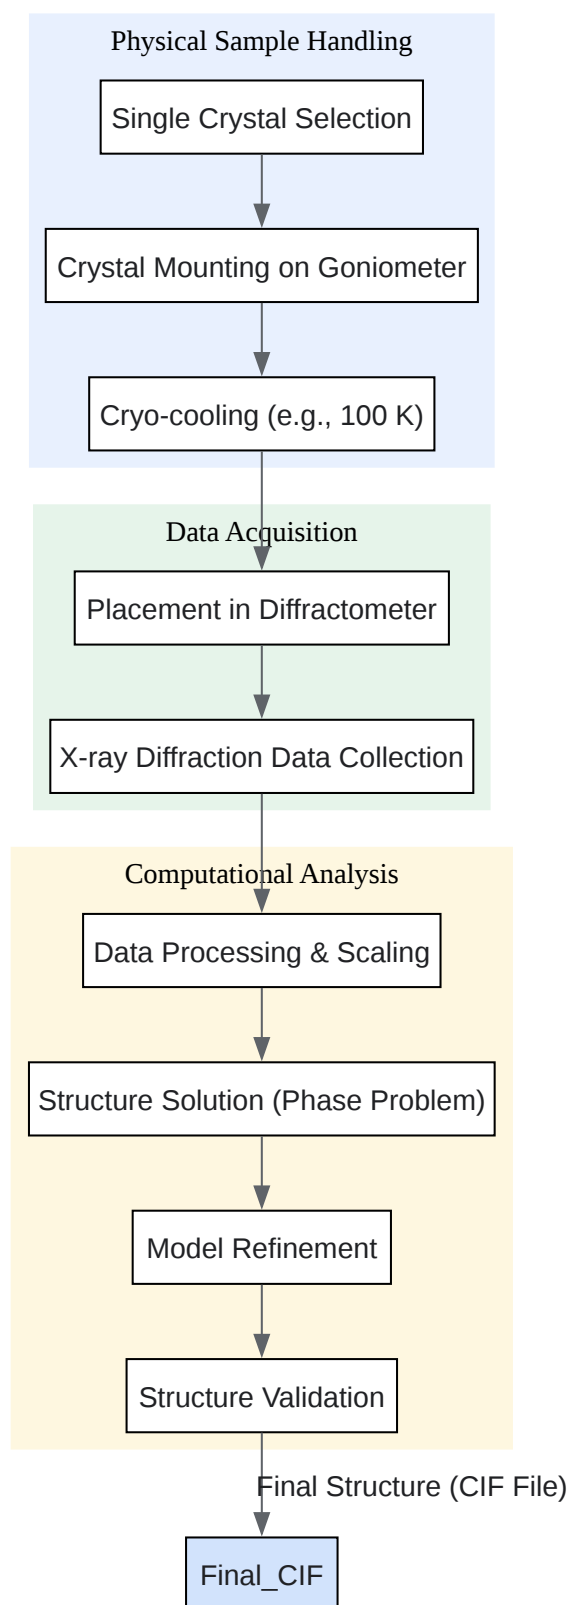 Physical Sample Handling
Single Crystal Selection
Crystal Mounting on Goniometer
Cryo-cooling (e.g., 100 K)
Data Acquisition
Placement in Diffractometer
X-ray Diffraction Data Collection
Computational Analysis
Data Processing & Scaling
Structure Solution (Phase Problem)
Model Refinement
Structure Validation
Final Structure (CIF File)
Final_CIF